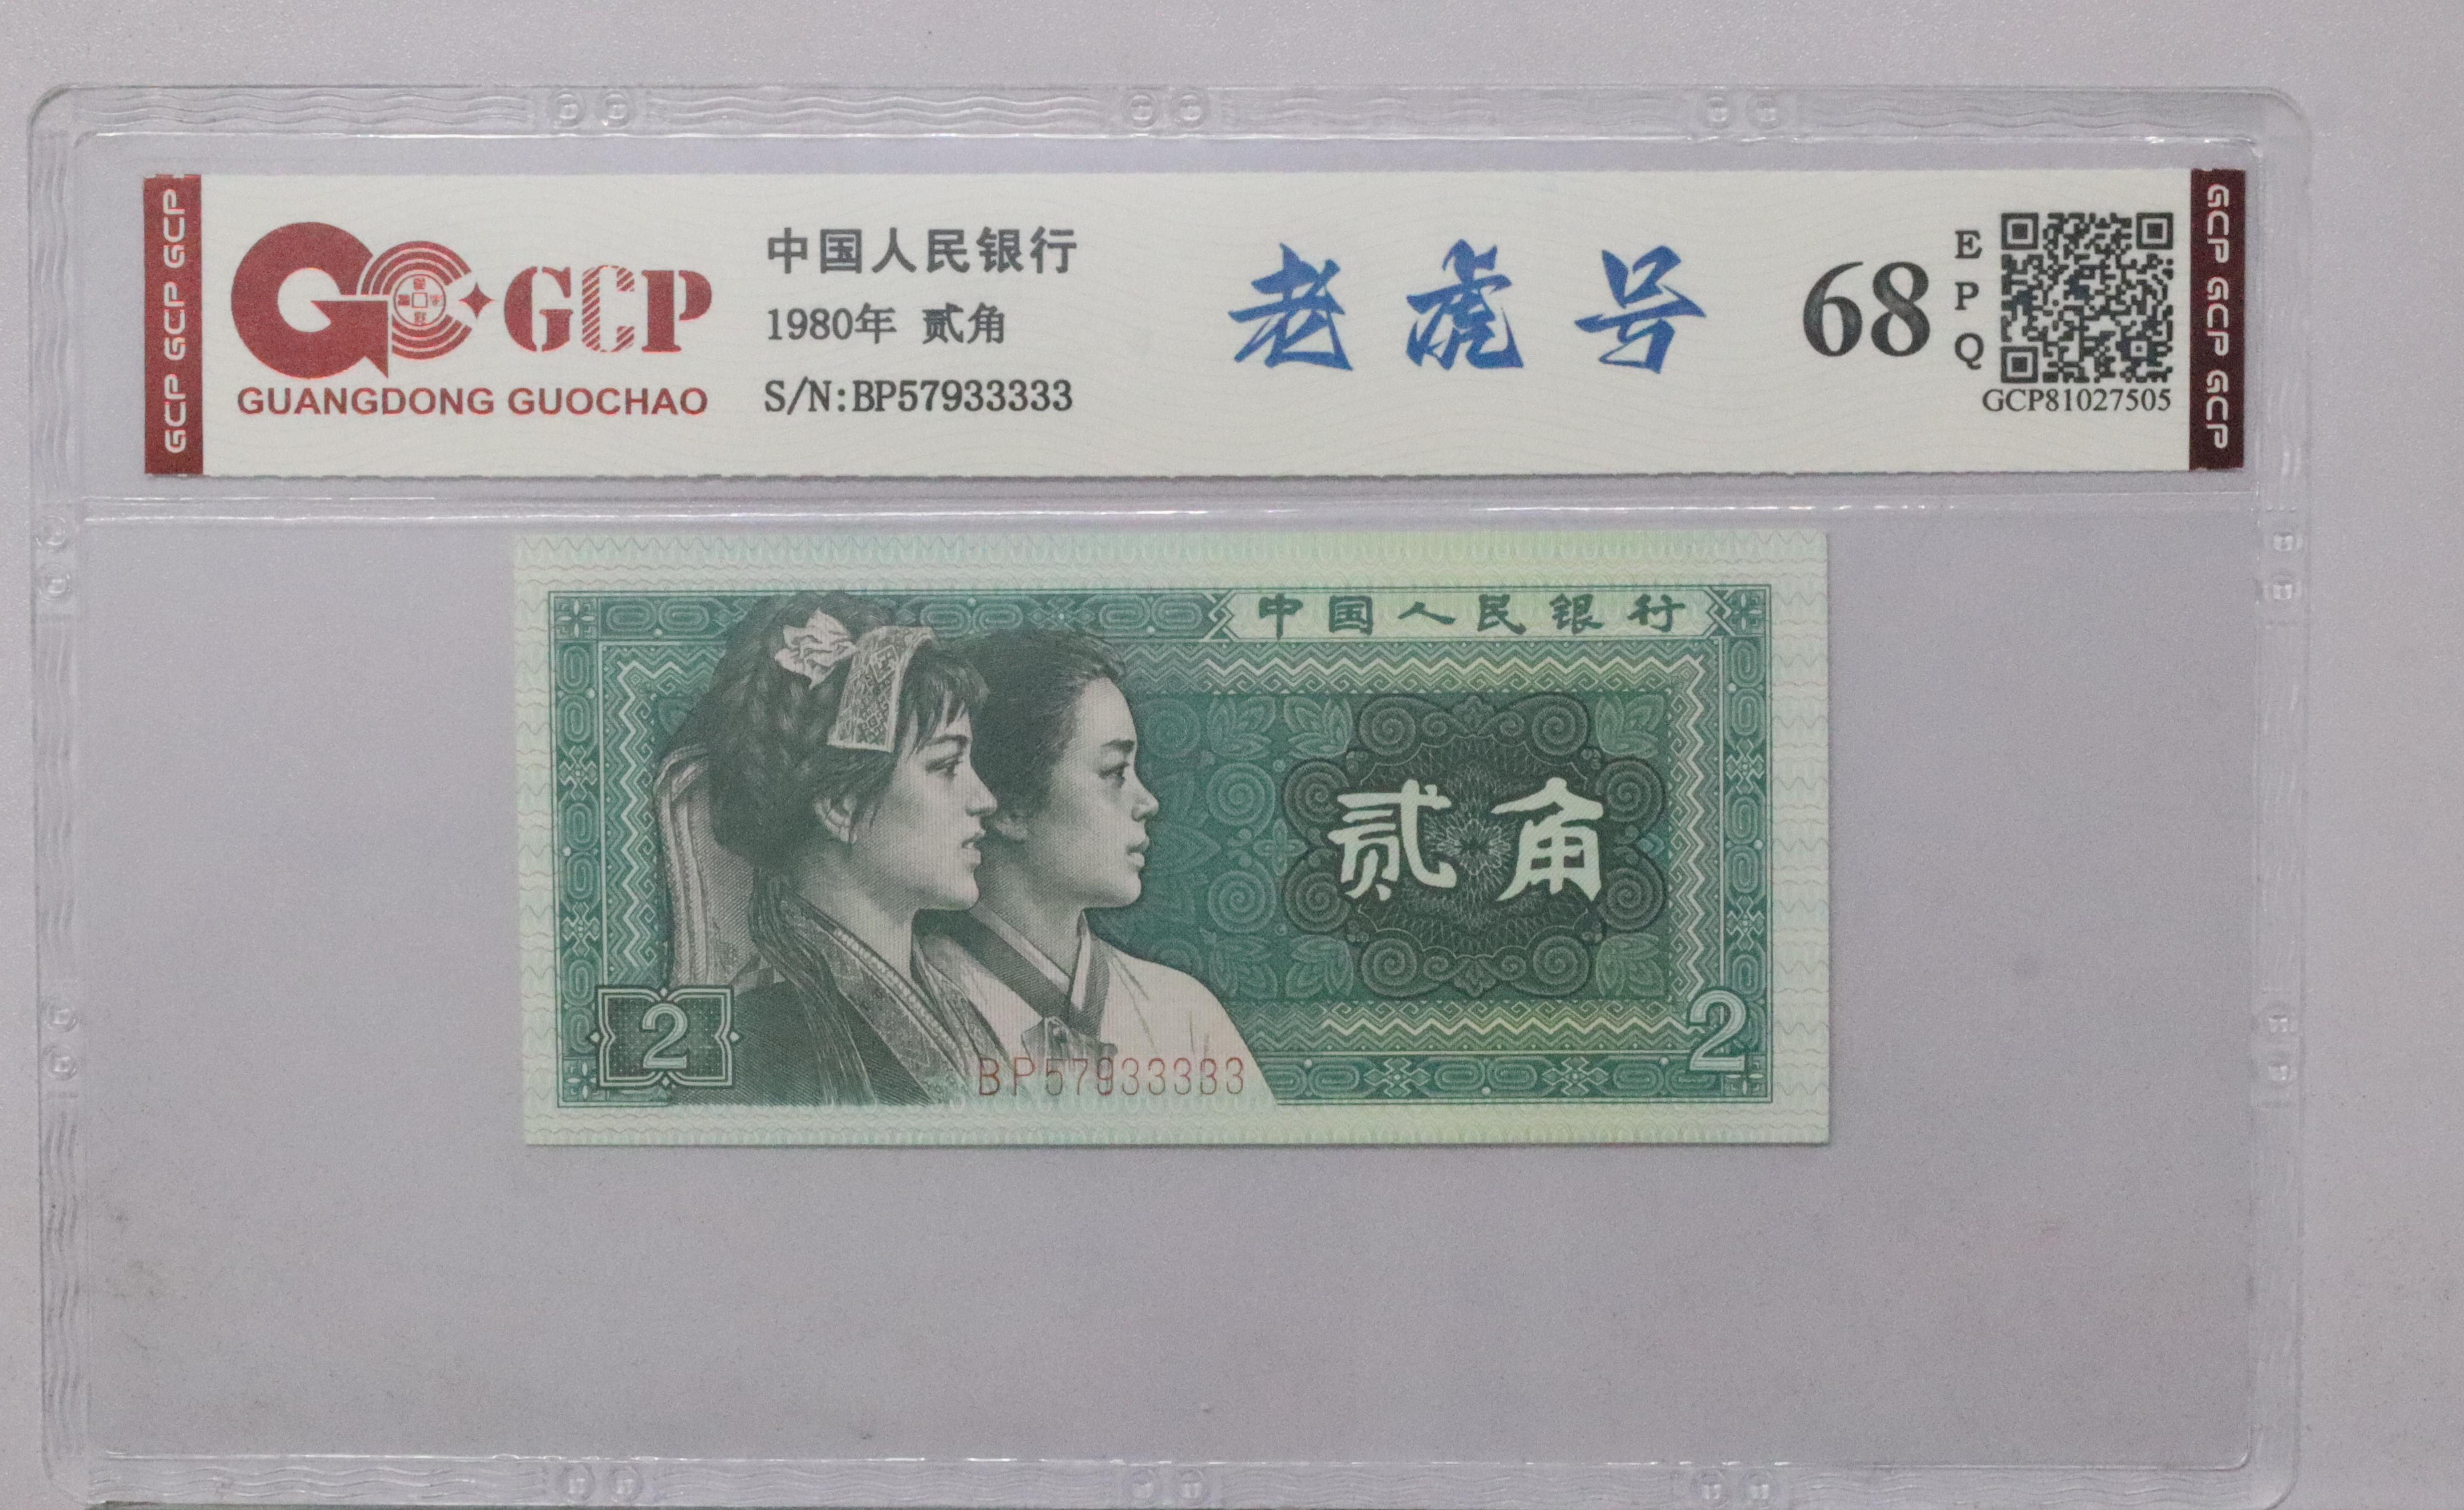 GCP GCP GCP
GCP
GUANGDONG GUOCHAO
中国人民银行
1980年 贰角
S/N:BP57933333
老虎号
68
EPQ
GCP81027505
GCP GCP GCP
中国人民银行
贰角
2
2
BP57933333